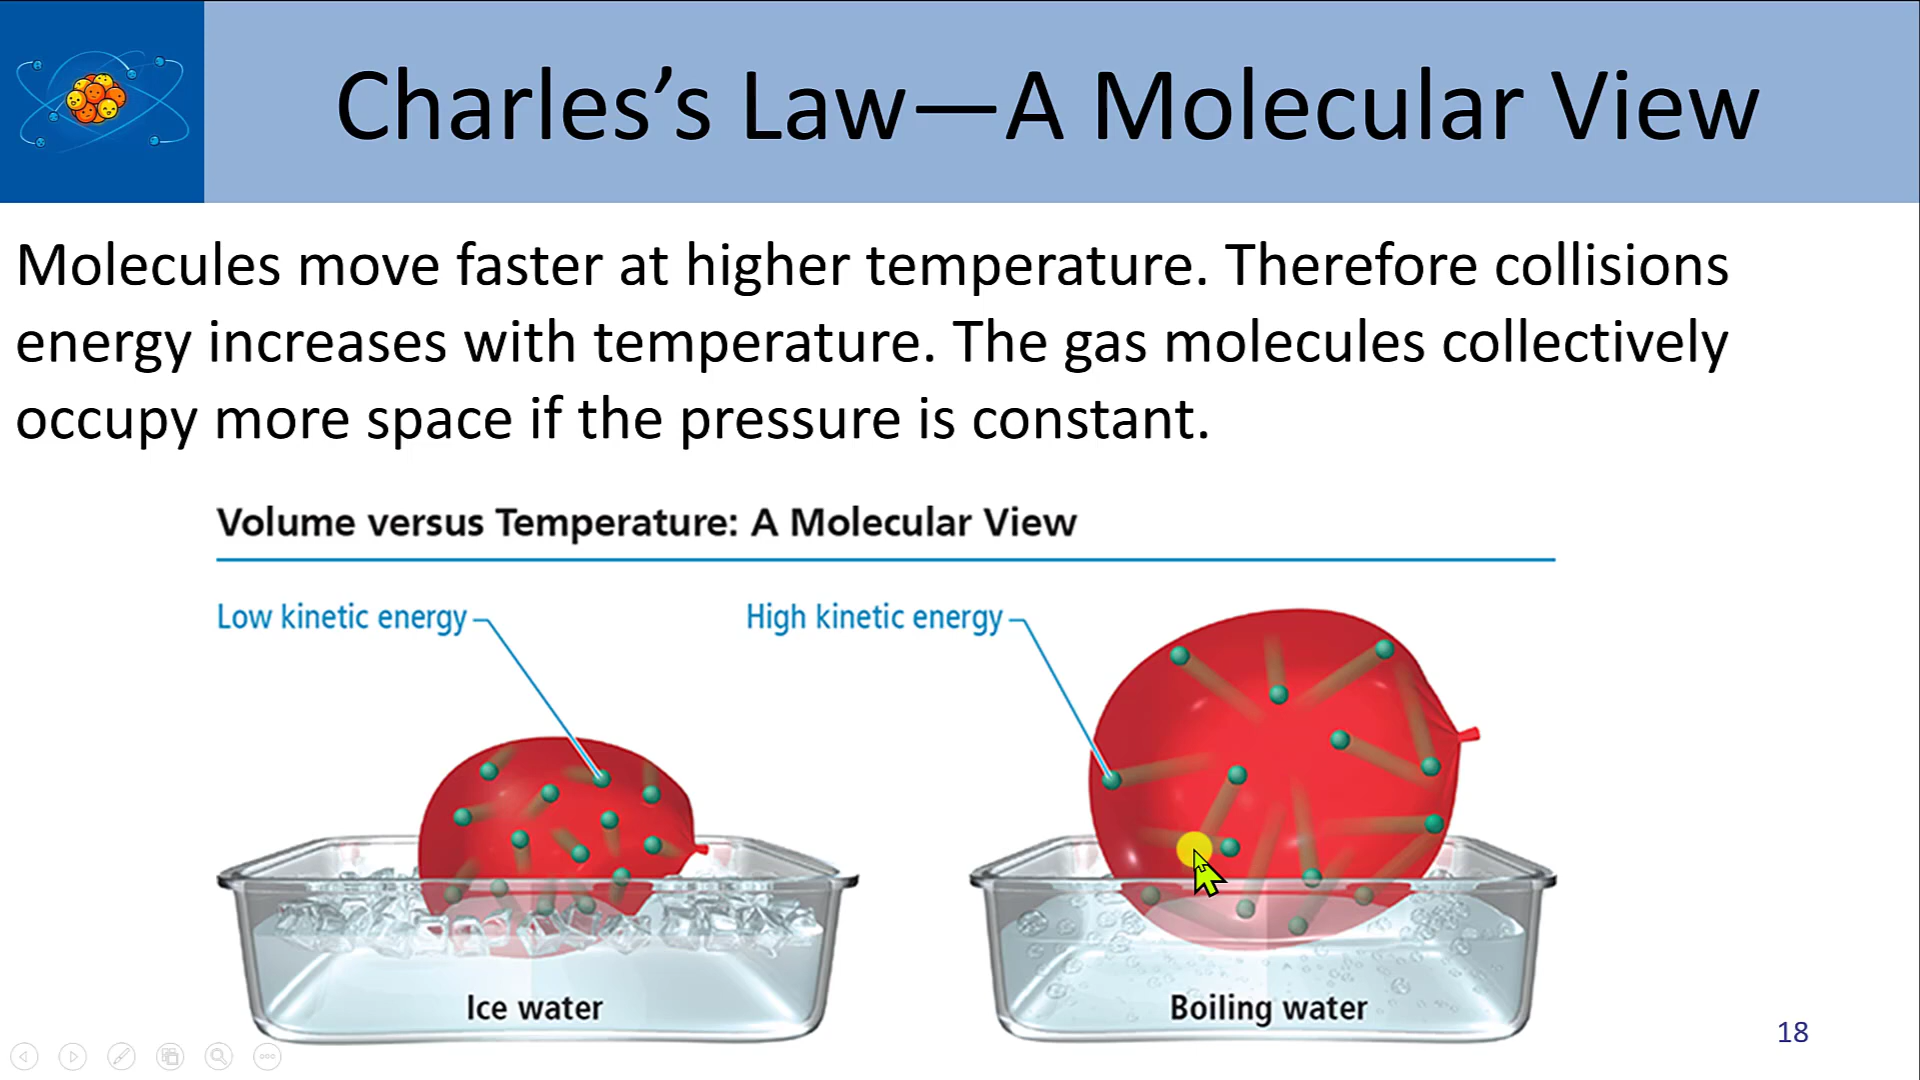 Charles’s Law—A Molecular View
Molecules move faster at higher temperature. Therefore collisions
energy increases with temperature. The gas molecules collectively
occupy more space if the pressure is constant.
Volume versus Temperature: A Molecular View
Low kinetic energy
High kinetic energy
Ice water
Boiling water
18